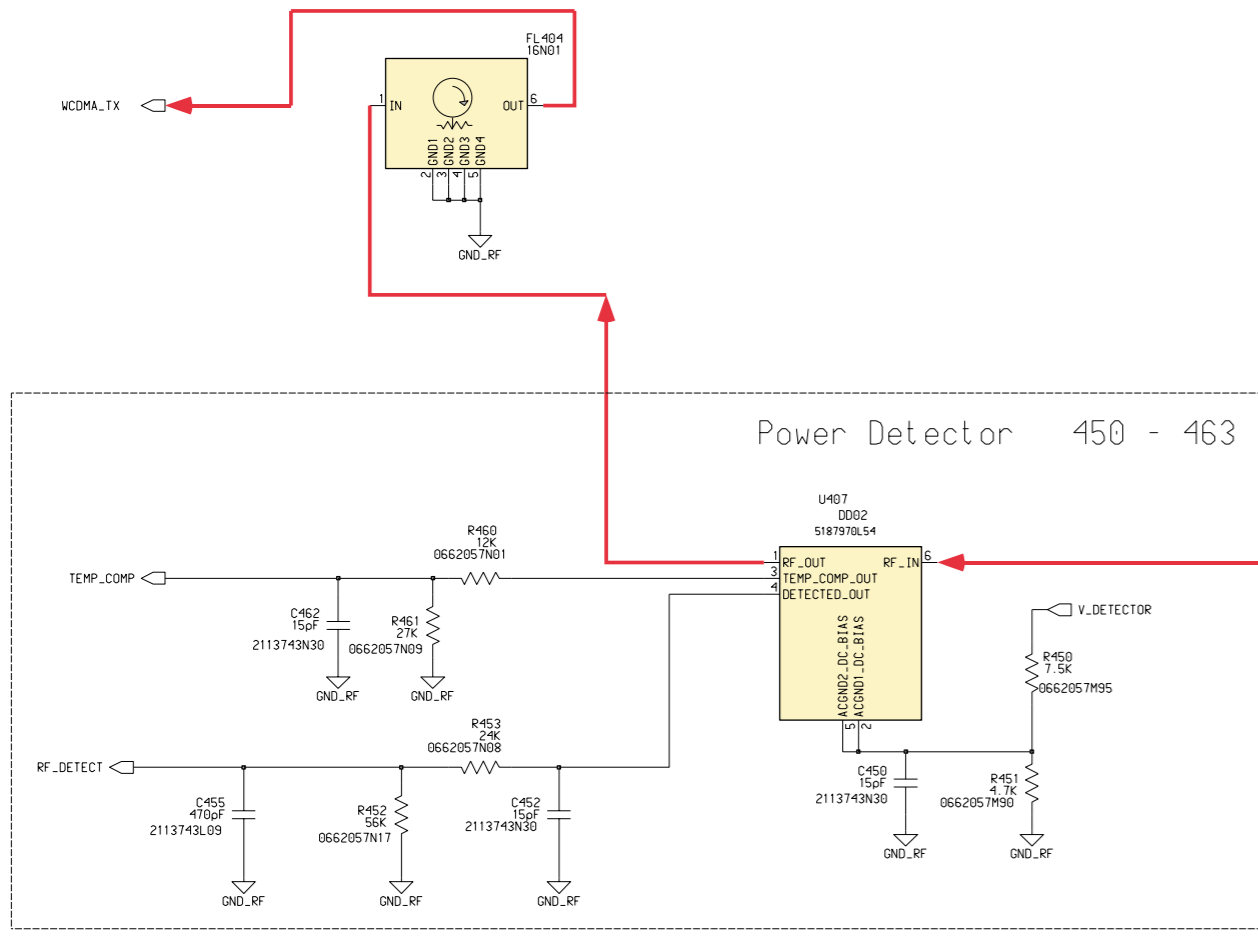 FL404
16N01
WCDMA_TX
1
IN
OUT
6
GND1
GND2
GND3
GND4
2
3
4
5
GND_RF
Power Detector 450 - 463
U407
DD02
5187970L54
1
RF_OUT
RF_IN
6
3
TEMP_COMP_OUT
4
DETECTED_OUT
ACGND2_DC_BIAS
ACGND1_DC_BIAS
5
2
R460
12K
0662057N01
TEMP_COMP
C462
15pF
2113743N30
R461
27K
0662057N09
GND_RF
GND_RF
V_DETECTOR
R450
7.5K
0662057M95
R453
24K
0662057N08
RF_DETECT
C455
470pF
2113743L09
R452
56K
0662057N17
C452
15pF
2113743N30
C450
15pF
2113743N30
R451
4.7K
0662057M90
GND_RF
GND_RF
GND_RF
GND_RF
GND_RF